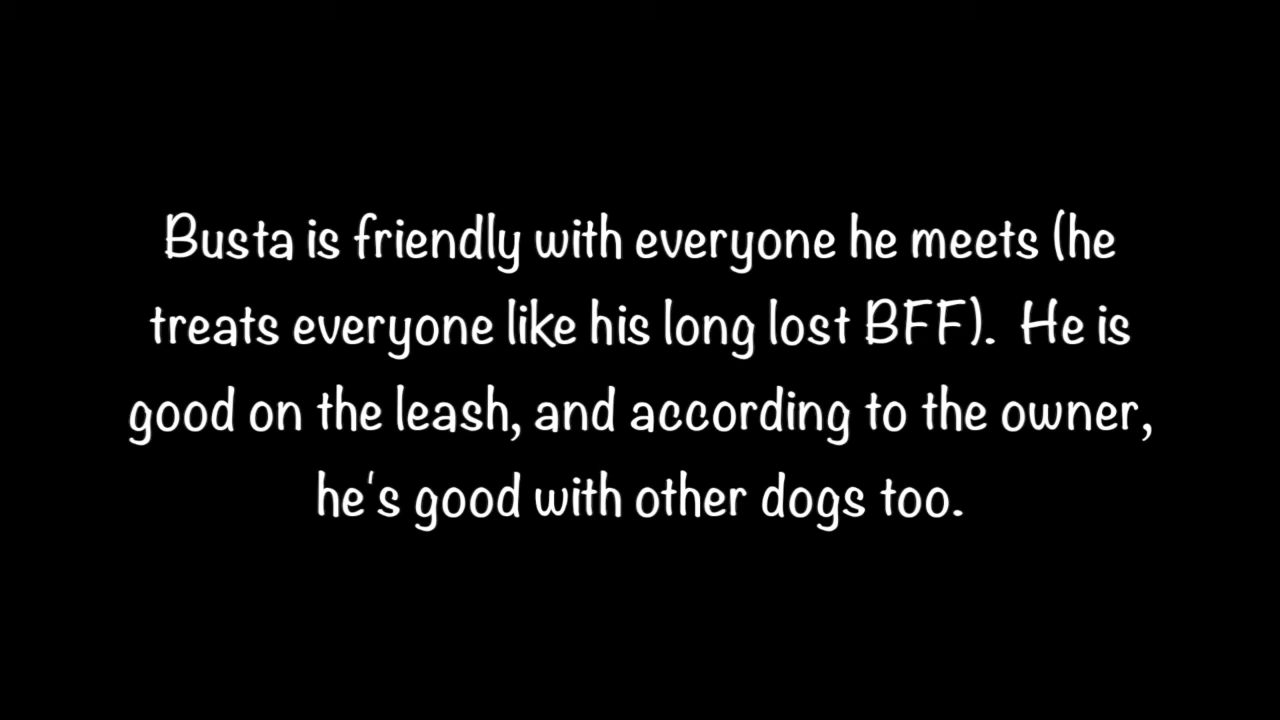 Busta is friendly with everyone he meets (he
treats everyone like his long lost BFF).  He is
good on the leash, and according to the owner,
he's good with other dogs too.